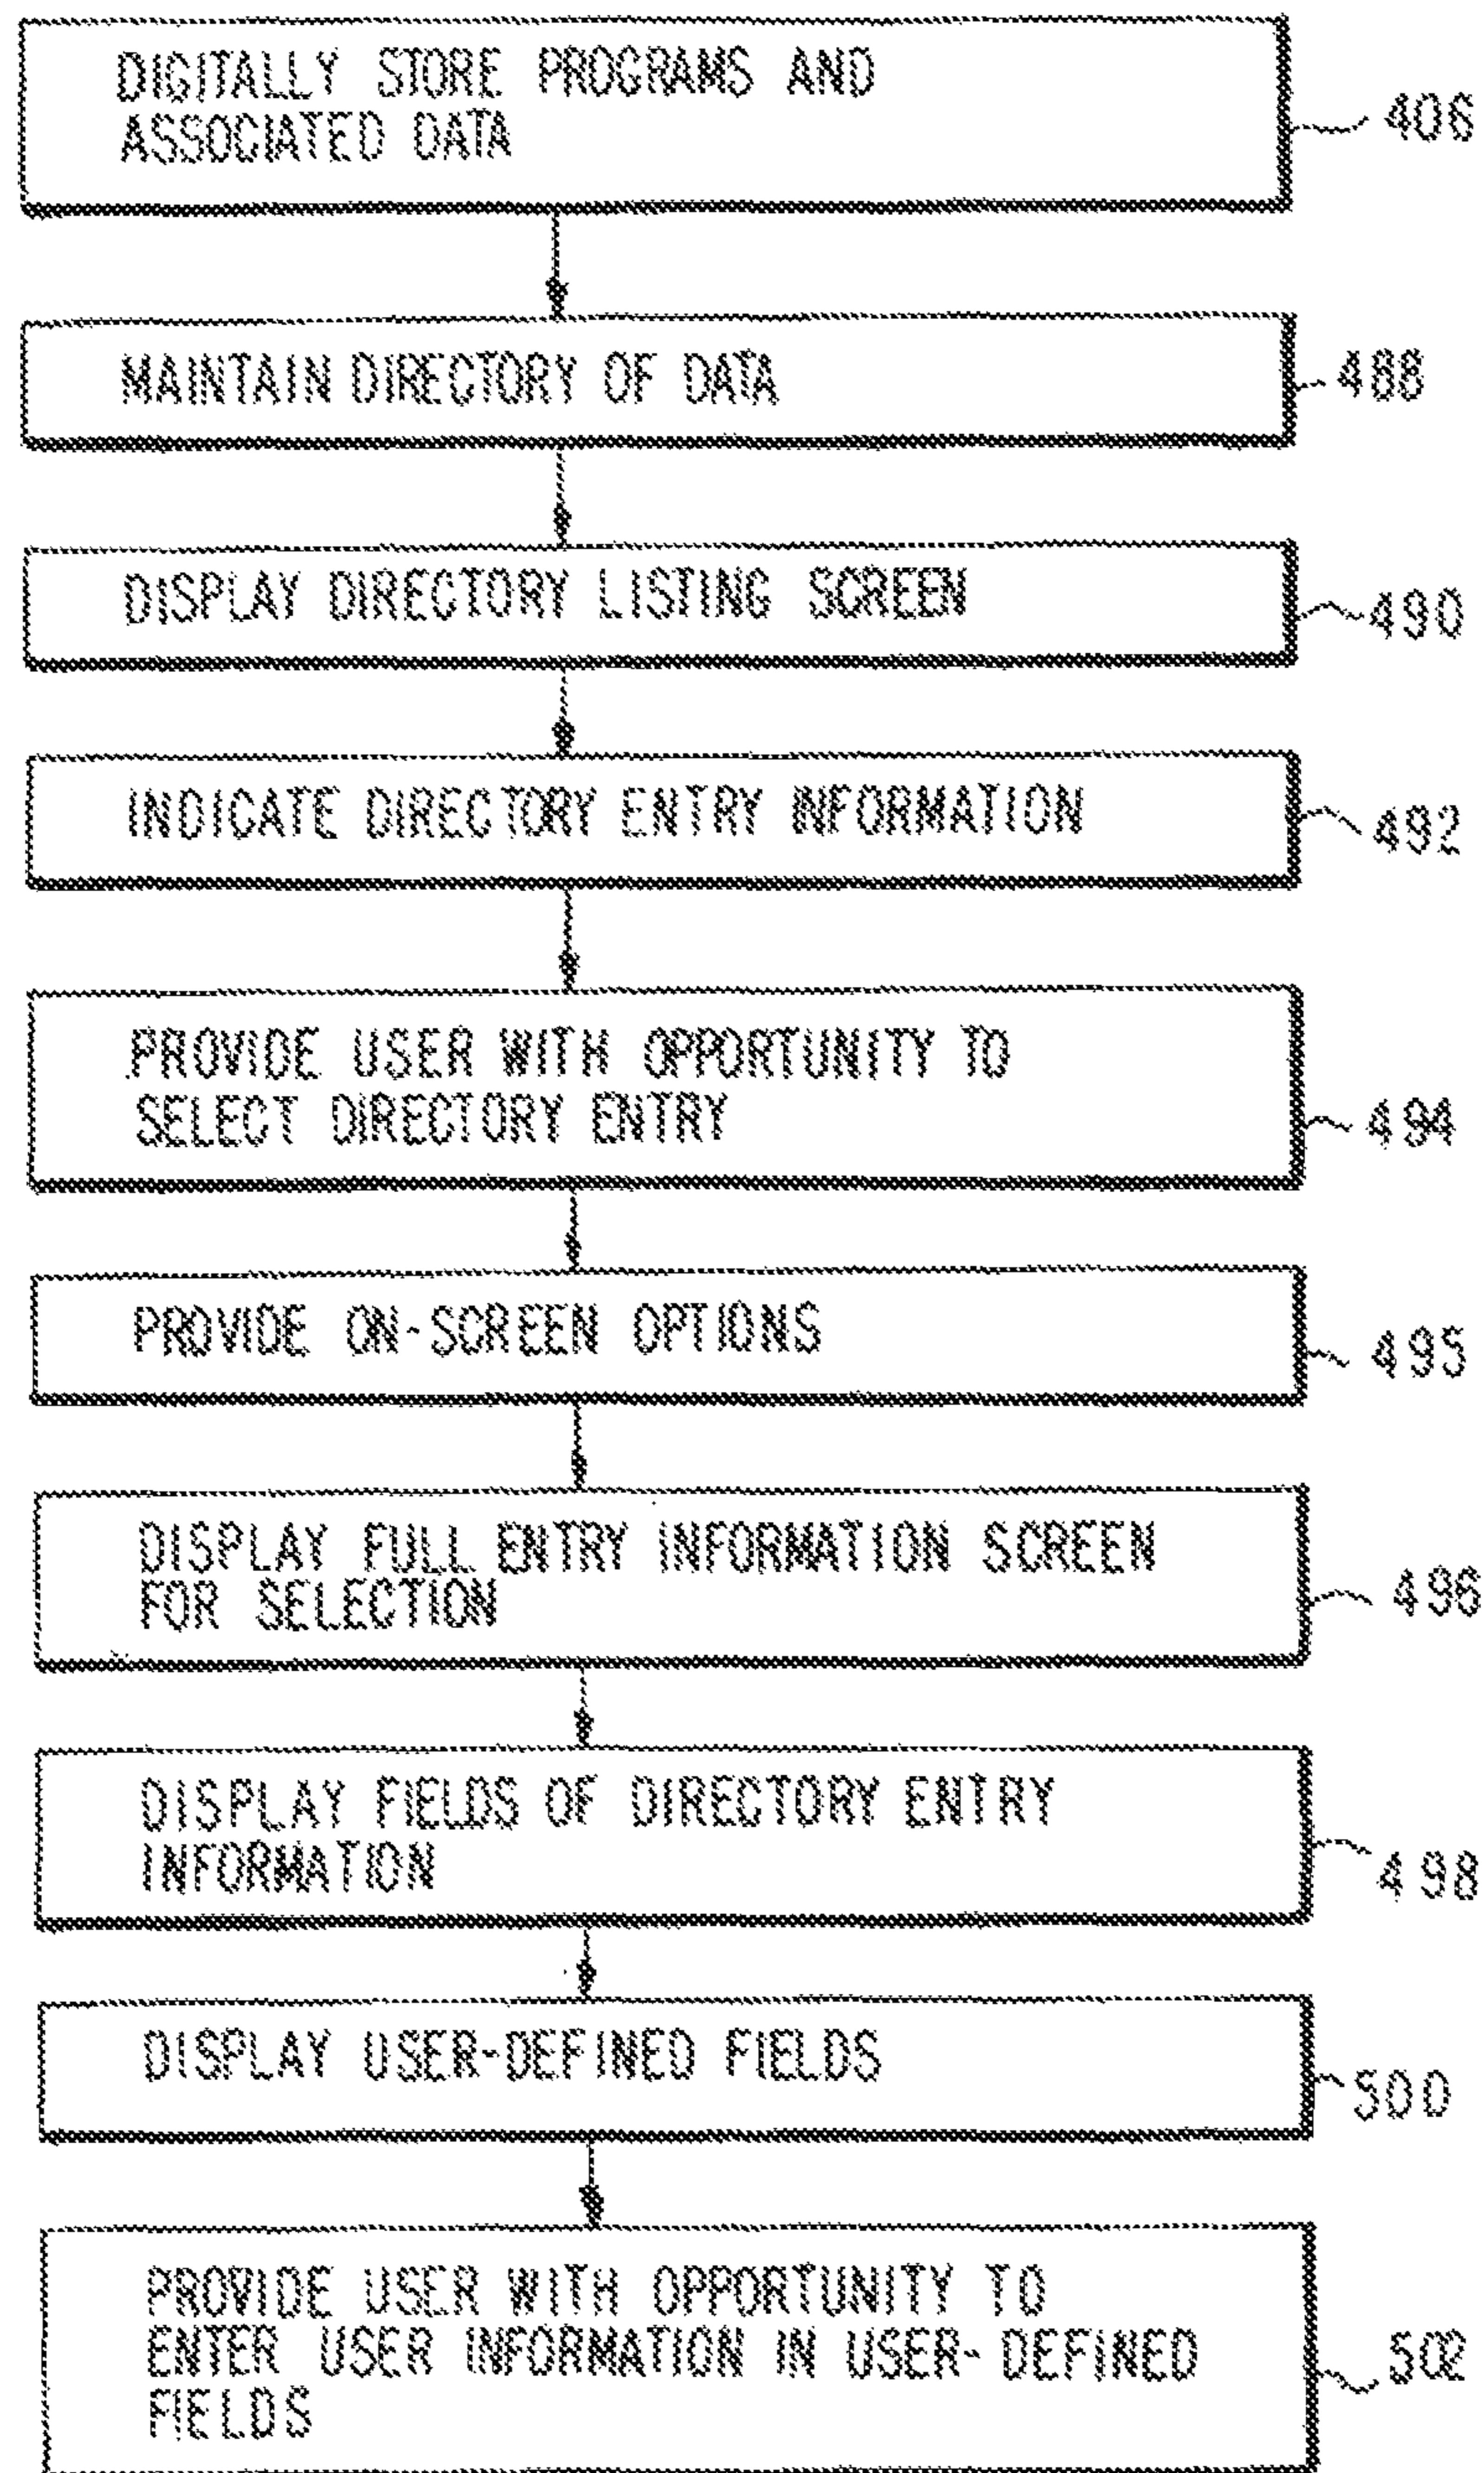 DIGITALLY STORE PROGRAMS AND
ASSOCIATED DATA
406
MAINTAIN DIRECTORY OF DATA
488
DISPLAY DIRECTORY LISTING SCREEN
490
INDICATE DIRECTORY ENTRY INFORMATION
492
PROVIDE USER WITH OPPORTUNITY TO
SELECT DIRECTORY ENTRY
494
PROVIDE ON-SCREEN OPTIONS
495
DISPLAY FULL ENTRY INFORMATION SCREEN
FOR SELECTION
496
DISPLAY FIELDS OF DIRECTORY ENTRY
INFORMATION
498
DISPLAY USER-DEFINED FIELDS
500
PROVIDE USER WITH OPPORTUNITY TO
ENTER USER INFORMATION IN USER-DEFINED
FIELDS
502